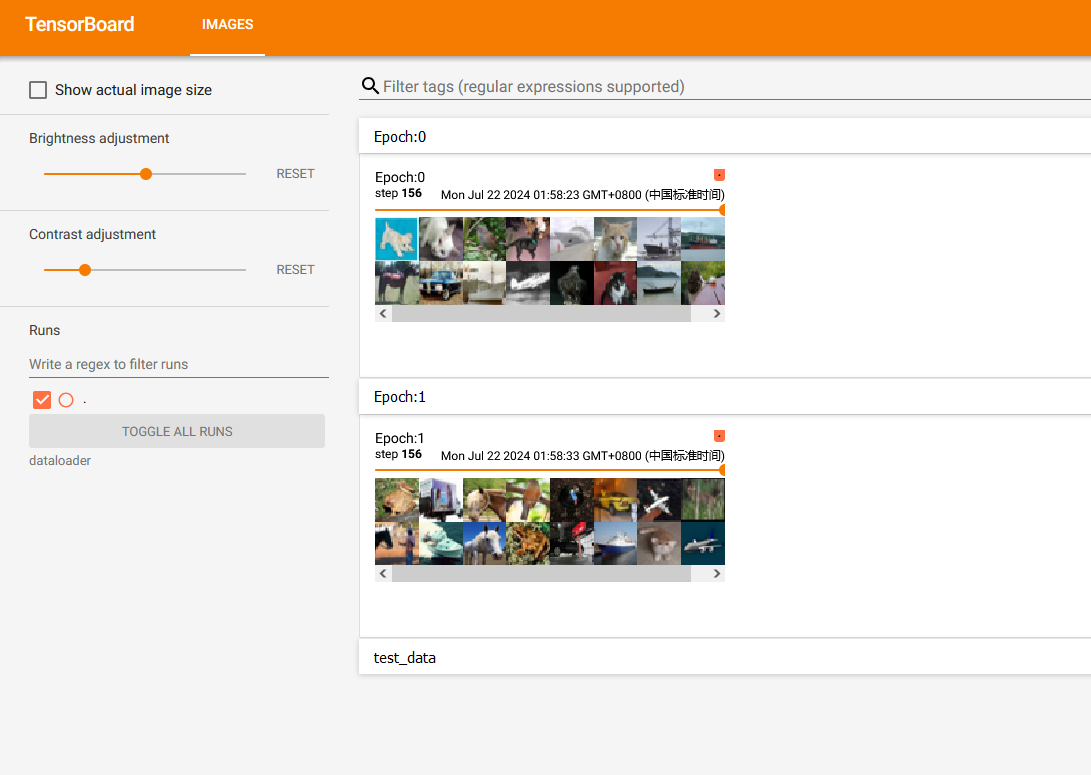 TensorBoard
IMAGES
Show actual image size
Brightness adjustment
RESET
Contrast adjustment
RESET
Runs
Write a regex to filter runs
.
TOGGLE ALL RUNS
dataloader
Filter tags (regular expressions supported)
Epoch:0
Epoch:0
step 156
Mon Jul 22 2024 01:58:23 GMT+0800 (中国标准时间)
Epoch:1
Epoch:1
step 156
Mon Jul 22 2024 01:58:33 GMT+0800 (中国标准时间)
test_data